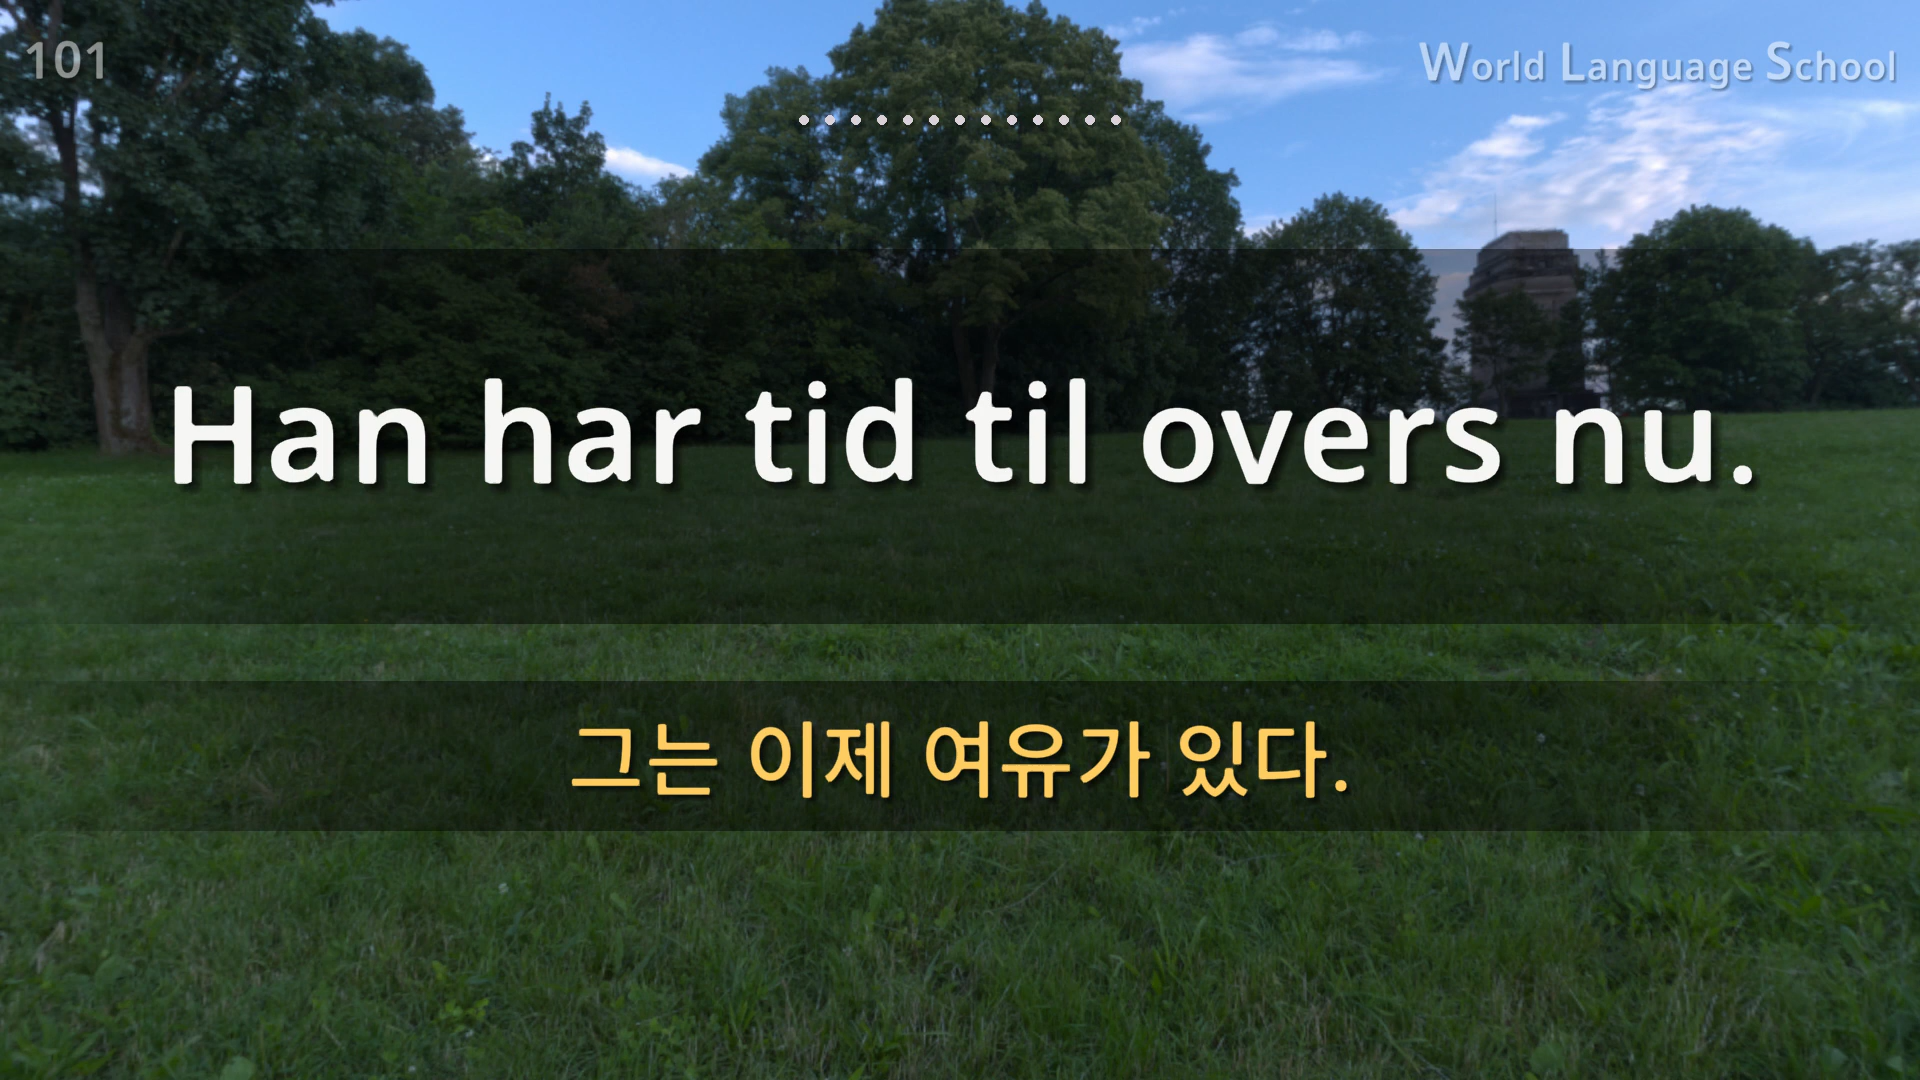 101
World Language School
Han har tid til overs nu.
그는 이제 여유가 있다.